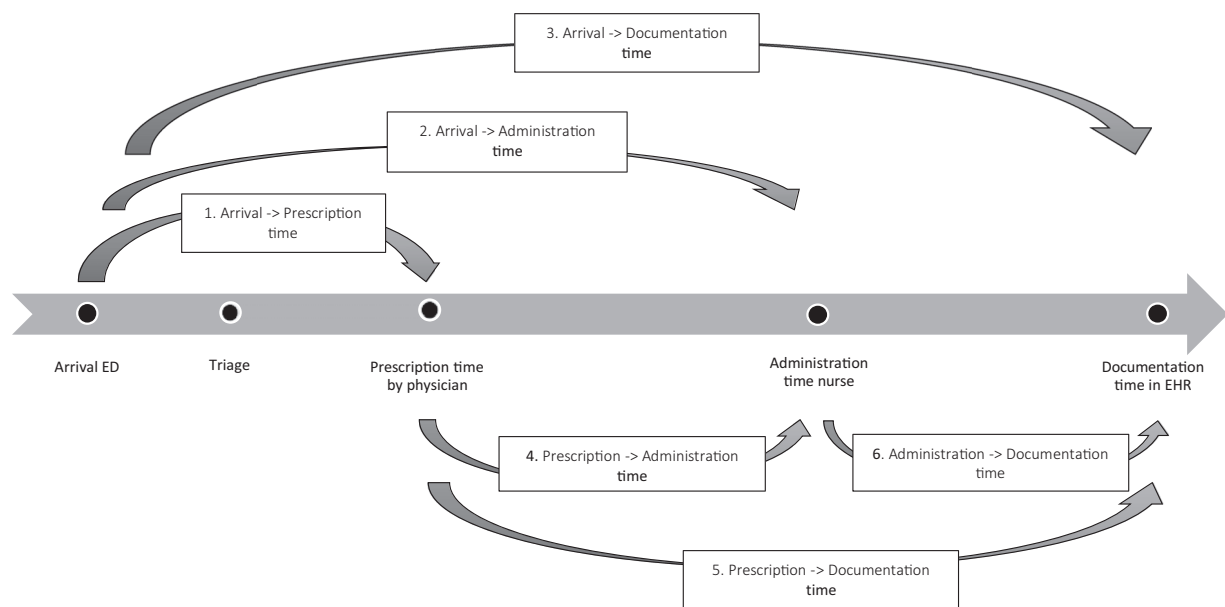 3. Arrival -> Documentation
time
2. Arrival -> Administration
time
1. Arrival -> Prescription
time
Arrival ED
Triage
Prescription time
by physician
Administration
time nurse
Documentation
time in EHR
4. Prescription -> Administration
time
6. Administration -> Documentation
time
5. Prescription -> Documentation
time